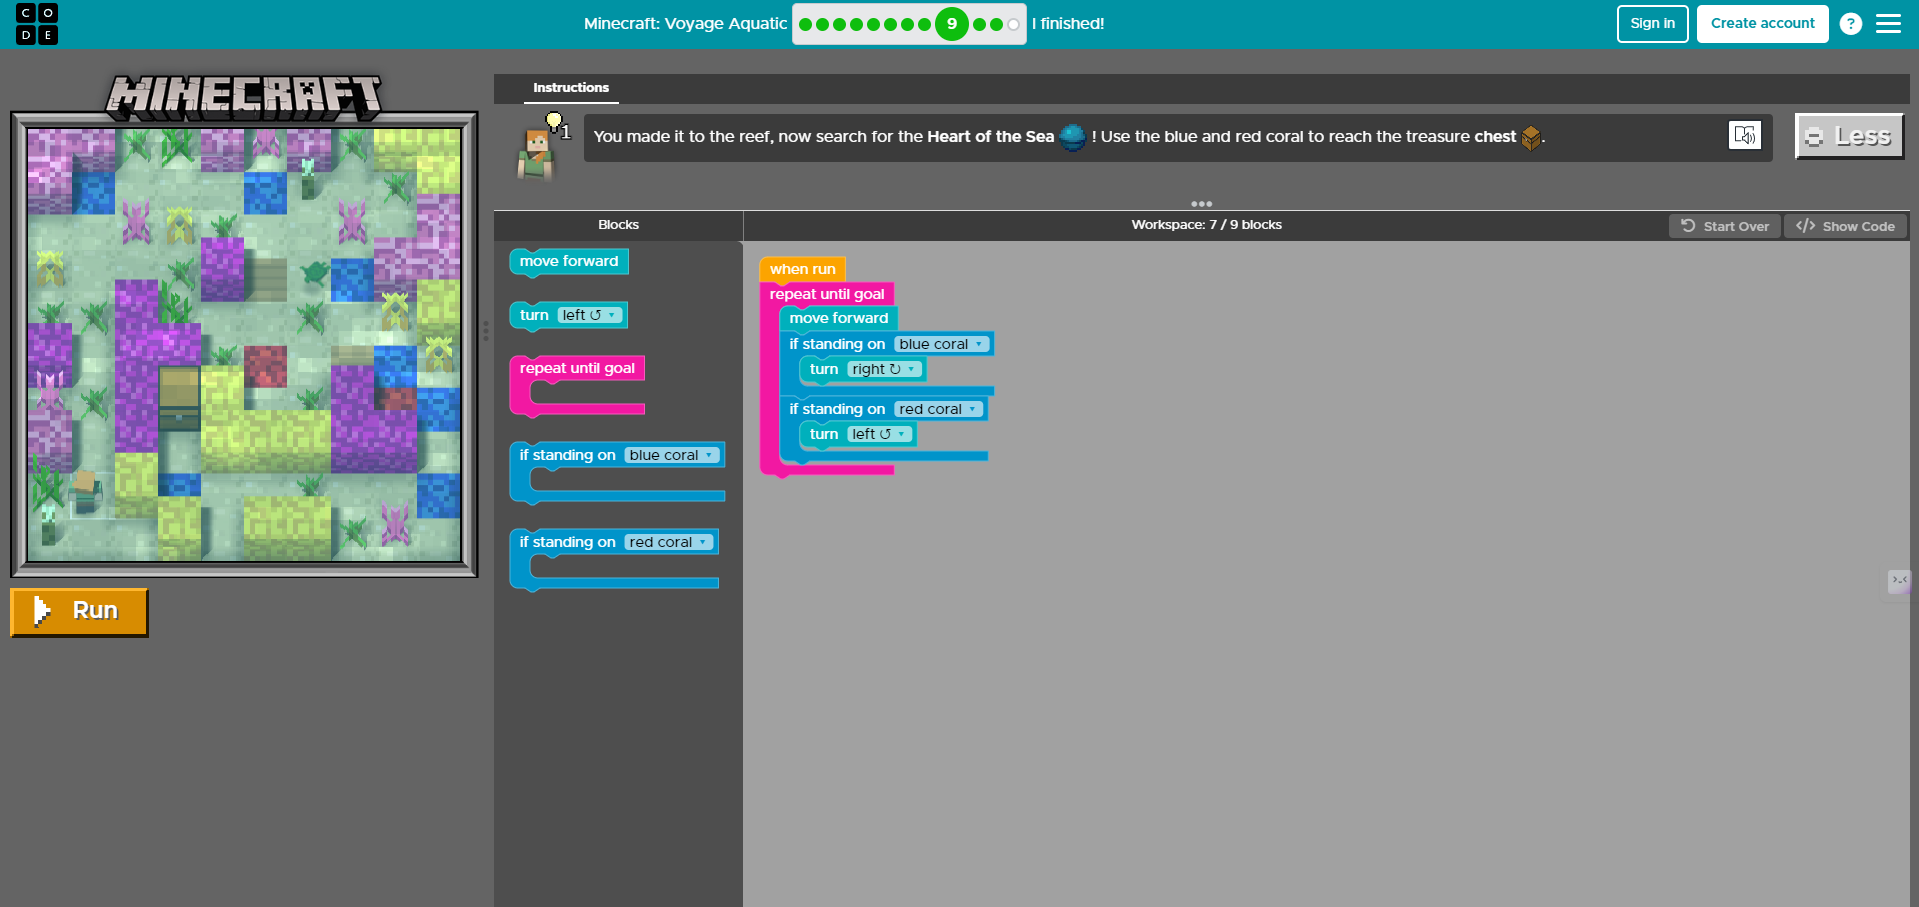 C O
D E
Minecraft: Voyage Aquatic
9
I finished!
Sign in
Create account
?
MINECRAFT
Instructions
1
You made it to the reef, now search for the Heart of the Sea ! Use the blue and red coral to reach the treasure chest .
Less
Blocks
Workspace: 7 / 9 blocks
Start Over
</> Show Code
move forward
turn left ↺
repeat until goal
if standing on blue coral
if standing on red coral
when run
repeat until goal
move forward
if standing on blue coral
turn right ↻
if standing on red coral
turn left ↺
Run